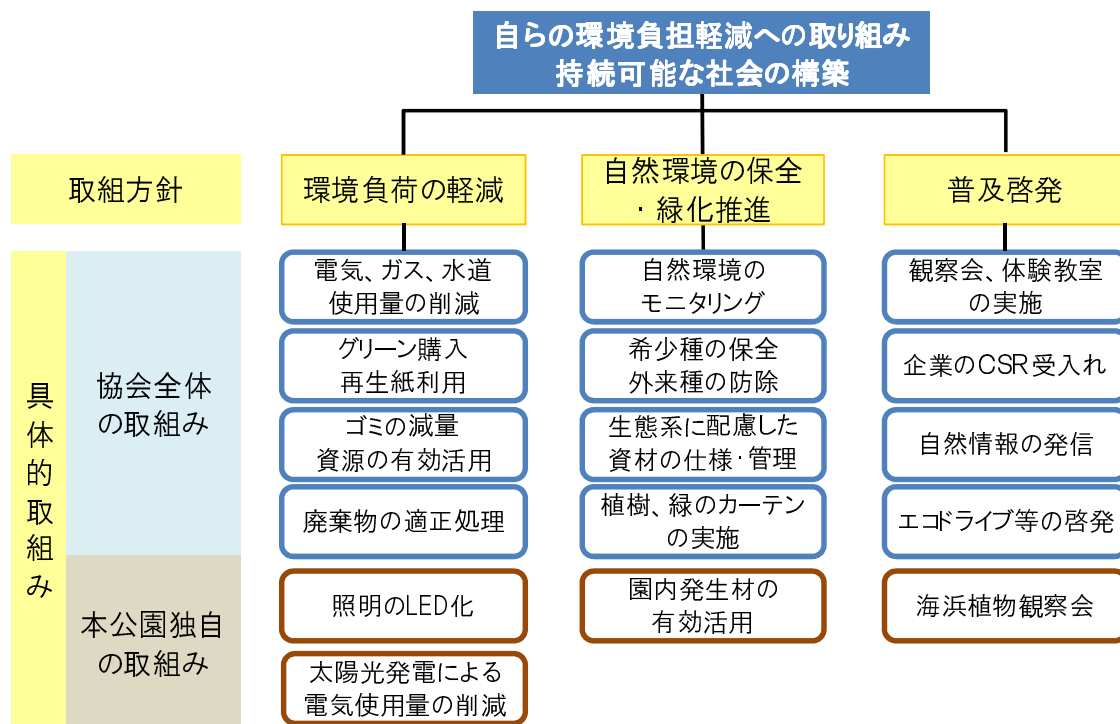 自らの環境負担軽減への取り組み
持続可能な社会の構築
取組方針
環境負荷の軽減
自然環境の保全
・緑化推進
普及啓発
具体的取組み
協会全体
の取組み
電気、ガス、水道
使用量の削減
自然環境の
モニタリング
観察会、体験教室
の実施
グリーン購入
再生紙利用
希少種の保全
外来種の防除
企業のCSR受入れ
ゴミの減量
資源の有効活用
生態系に配慮した
資材の仕様・管理
自然情報の発信
廃棄物の適正処理
植樹、緑のカーテン
の実施
エコドライブ等の啓発
本公園独自
の取組み
照明のLED化
園内発生材の
有効活用
海浜植物観察会
太陽光発電による
電気使用量の削減